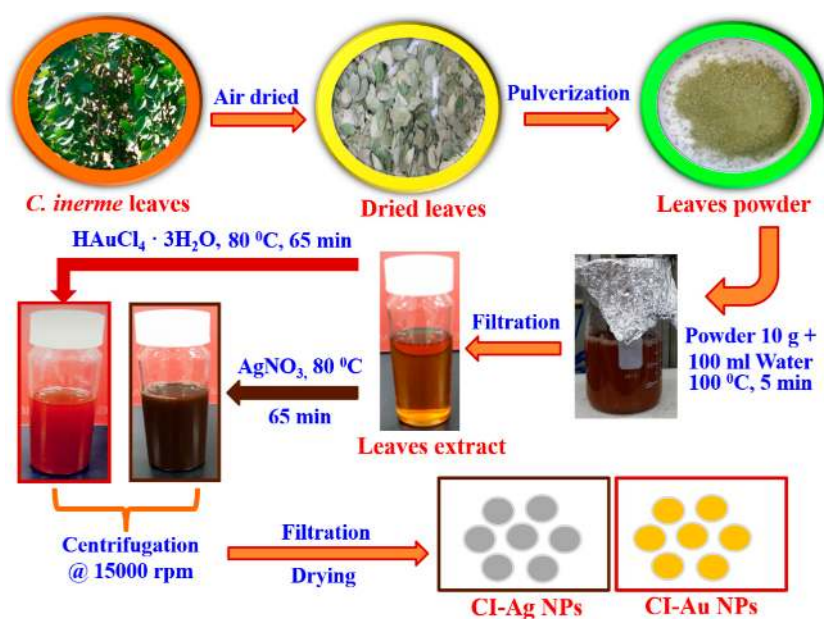 Air dried
Pulverization
C. inerme leaves
Dried leaves
Leaves powder
HAuCl₄ · 3H₂O, 80 ⁰C, 65 min
Filtration
Powder 10 g +
100 ml Water
100 ⁰C, 5 min
AgNO₃, 80 ⁰C
65 min
Leaves extract
Centrifugation
@ 15000 rpm
Filtration
Drying
CI-Ag NPs
CI-Au NPs